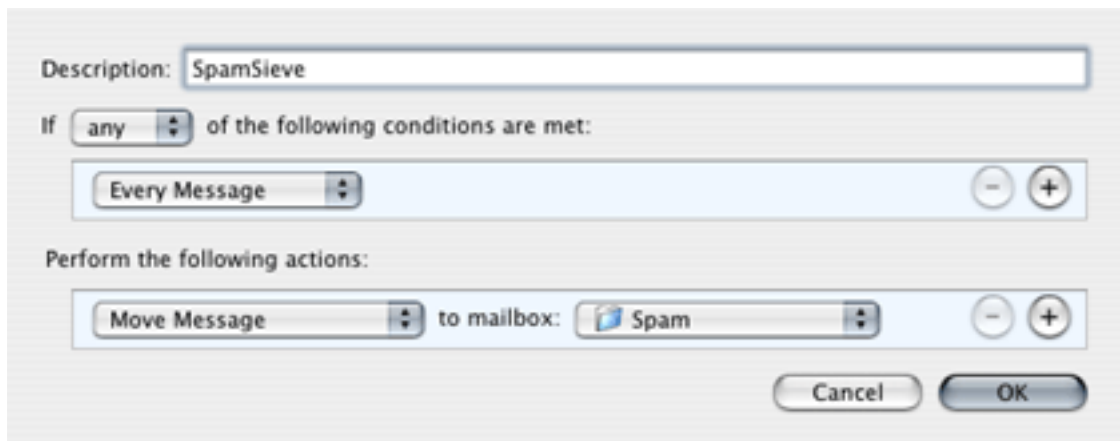 Description: SpamSieve
If any of the following conditions are met:
Every Message
Perform the following actions:
Move Message to mailbox: Spam
Cancel OK